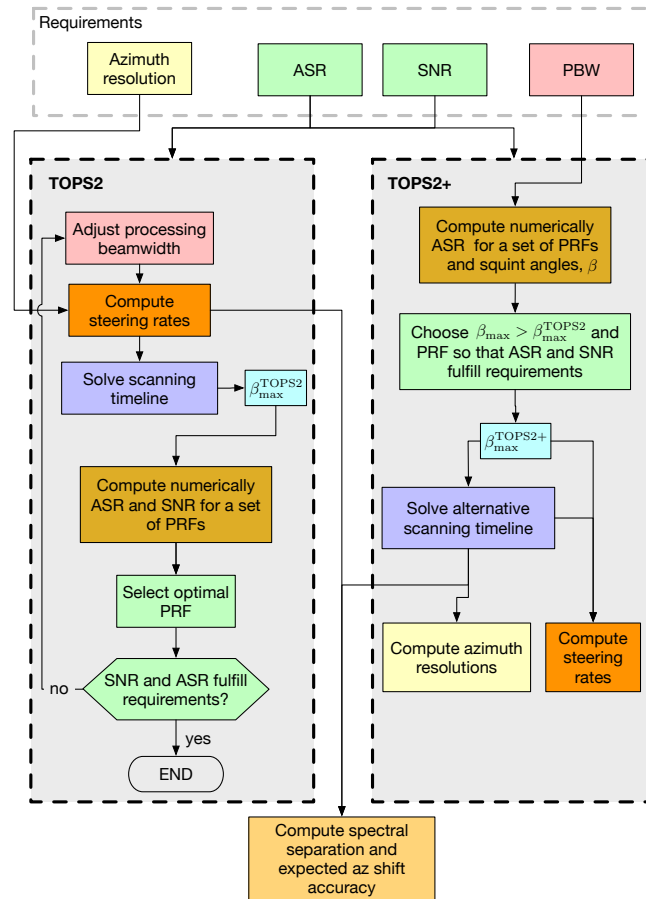 Requirements
Azimuth
resolution
ASR
SNR
PBW
TOPS2
Adjust processing
beamwidth
Compute
steering rates
Solve scanning
timeline
β_max^TOPS2
Compute numerically
ASR and SNR for a set
of PRFs
Select optimal
PRF
SNR and ASR fulfill
requirements?
no
yes
END
TOPS2+
Compute numerically
ASR for a set of PRFs
and squint angles, β
Choose β_max > β_max^TOPS2 and
PRF so that ASR and SNR
fulfill requirements
β_max^TOPS2+
Solve alternative
scanning timeline
Compute azimuth
resolutions
Compute
steering
rates
Compute spectral
separation and
expected az shift
accuracy